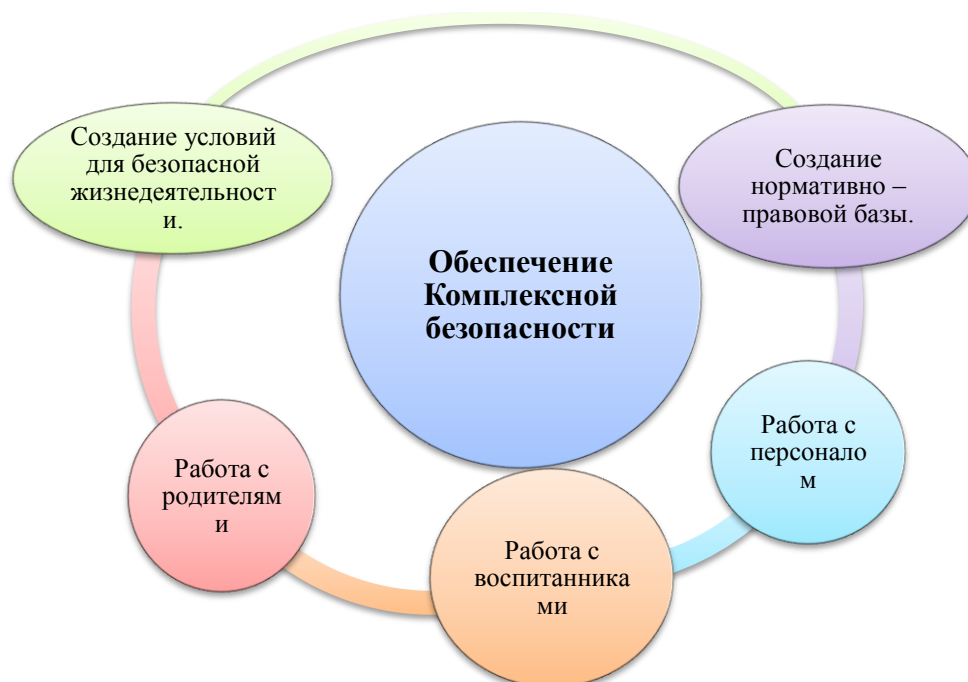 Создание условий
для безопасной
жизнедеятельност
и.
Создание
нормативно –
правовой базы.
Обеспечение
Комплексной
безопасности
Работа с
персонало
м
Работа с
родителям
и
Работа с
воспитанника
ми